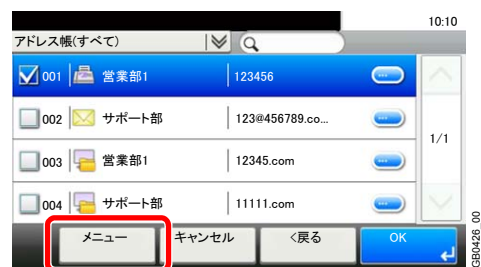 10:10
アドレス帳(すべて)
001 営業部1 123456
002 サポート部 123@456789.co...
003 営業部1 12345.com
004 サポート部 11111.com
1/1
メニュー キャンセル <戻る OK
GB0426_00